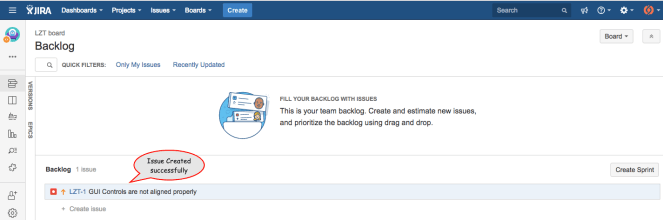 JIRA Dashboards Projects Issues Boards Create Search
LZT board
Backlog
Board
QUICK FILTERS: Only My Issues Recently Updated
VERSIONS
EPICS
FILL YOUR BACKLOG WITH ISSUES
This is your team backlog. Create and estimate new issues,
and prioritize the backlog using drag and drop.
Issue Created
successfully
Backlog 1 issue
Create Sprint
LZT-1 GUI Controls are not aligned properly
+ Create issue